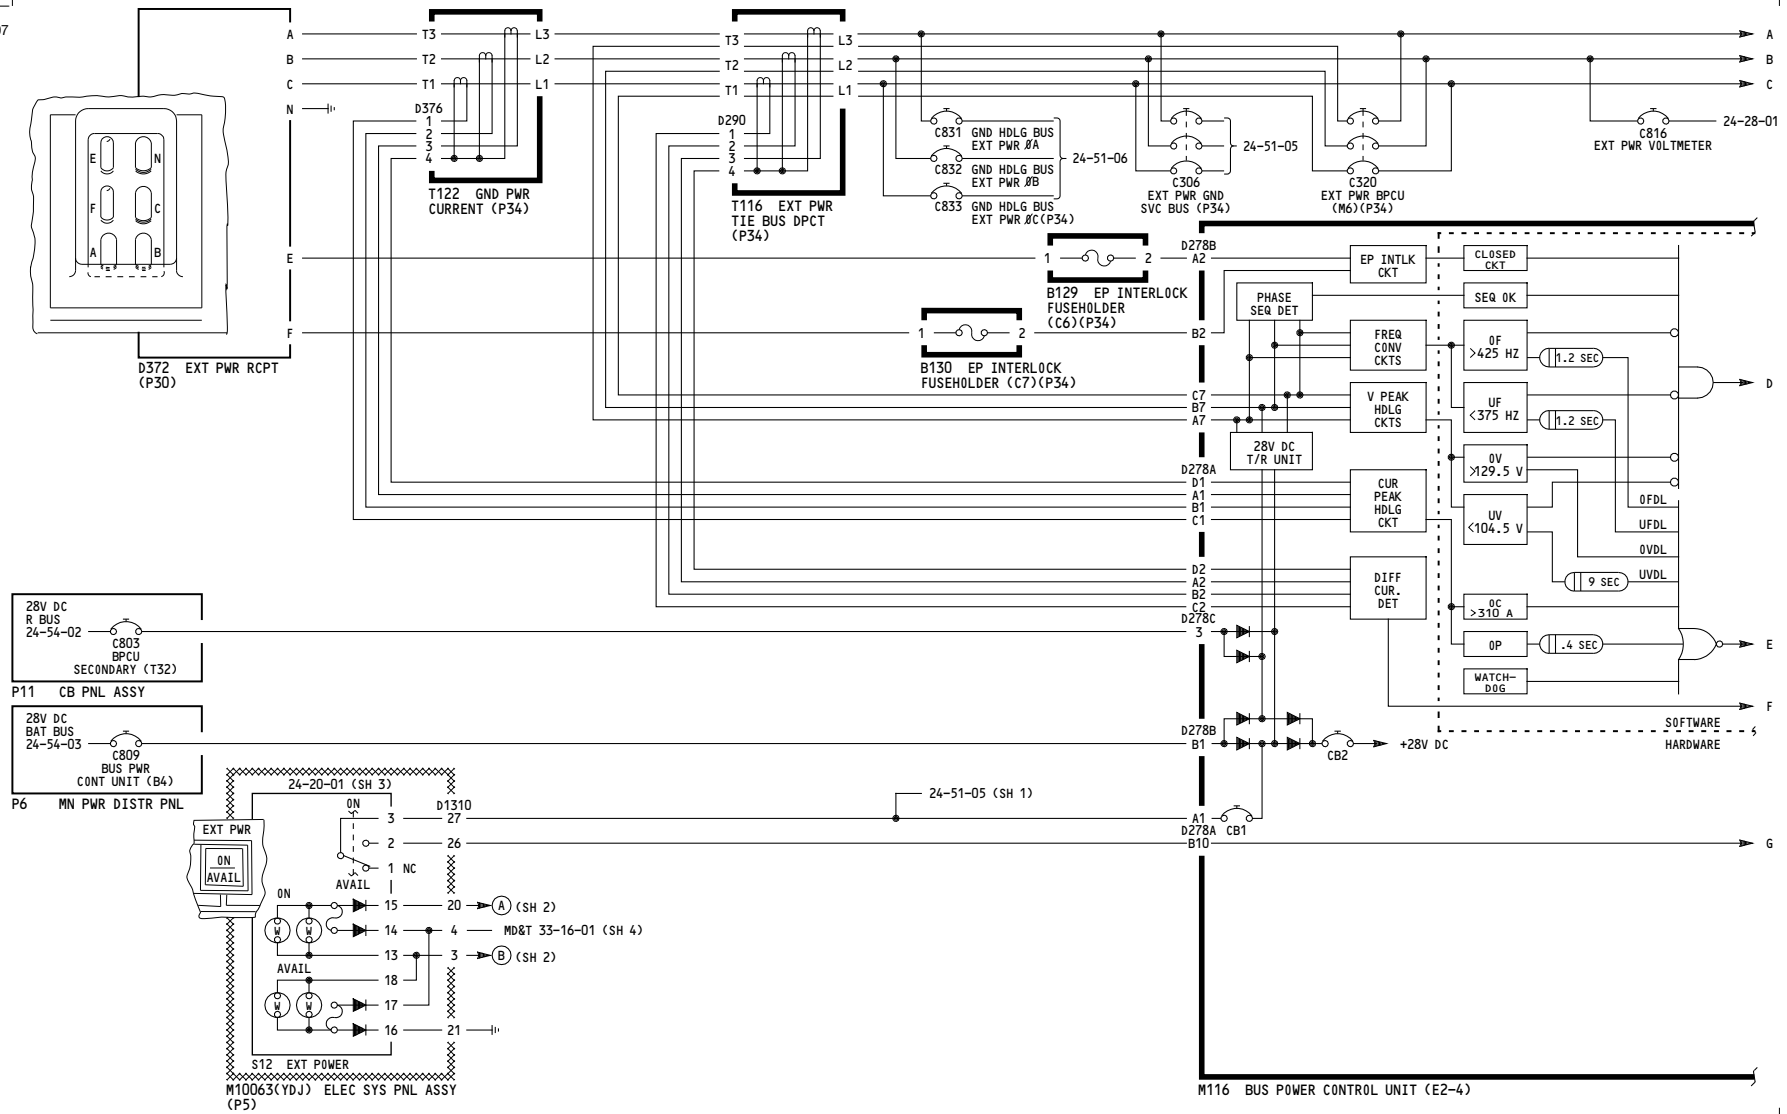 07
A
B
C
N
E
F
E
N
F
C
A
B
D372 EXT PWR RCPT
(P30)
T3
T2
T1
L3
L2
L1
D376
1
2
3
4
T122 GND PWR
CURRENT (P34)
T3
T2
T1
L3
L2
L1
D290
1
2
3
4
T116 EXT PWR
TIE BUS DPCT
(P34)
C831 GND HDLG BUS
EXT PWR ØA
C832 GND HDLG BUS
EXT PWR ØB
C833 GND HDLG BUS
EXT PWR ØC(P34)
24-51-06
C306
EXT PWR GND
SVC BUS (P34)
24-51-05
C320
EXT PWR BPCU
(M6)(P34)
C816
EXT PWR VOLTMETER
24-28-01
A
B
C
1
2
B129 EP INTERLOCK
FUSEHOLDER
(C6)(P34)
1
2
B130 EP INTERLOCK
FUSEHOLDER (C7)(P34)
D278B
A2
B2
C7
B7
A7
D278A
D1
A1
B1
C1
D2
A2
B2
C2
D278C
3
D278B
B1
A1
D278A
B10
CB1
PHASE
SEQ DET
28V DC
T/R UNIT
EP INTLK
CKT
FREQ
CONV
CKTS
V PEAK
HDLG
CKTS
CUR
PEAK
HDLG
CKT
DIFF
CUR.
DET
CLOSED
CKT
SEQ OK
OF
>425 HZ
1.2 SEC
UF
<375 HZ
1.2 SEC
OV
>129.5 V
UV
<104.5 V
9 SEC
OC
>310 A
OP
.4 SEC
WATCH-
DOG
OFDL
UFDL
OVDL
UVDL
D
E
F
G
SOFTWARE
HARDWARE
CB2
+28V DC
28V DC
R BUS
24-54-02
C803
BPCU
SECONDARY (T32)
P11 CB PNL ASSY
28V DC
BAT BUS
24-54-03
C809
BUS PWR
CONT UNIT (B4)
P6 MN PWR DISTR PNL
24-20-01 (SH 3)
EXT PWR
ON
AVAIL
ON
AVAIL
3
2
1 NC
D1310
27
26
24-51-05 (SH 1)
ON
W
W
15
14
13
20
4
3
A (SH 2)
MD&T 33-16-01 (SH 4)
B (SH 2)
AVAIL
W
W
18
17
16
21
S12 EXT POWER
M10063(YDJ) ELEC SYS PNL ASSY
(P5)
M116 BUS POWER CONTROL UNIT (E2-4)